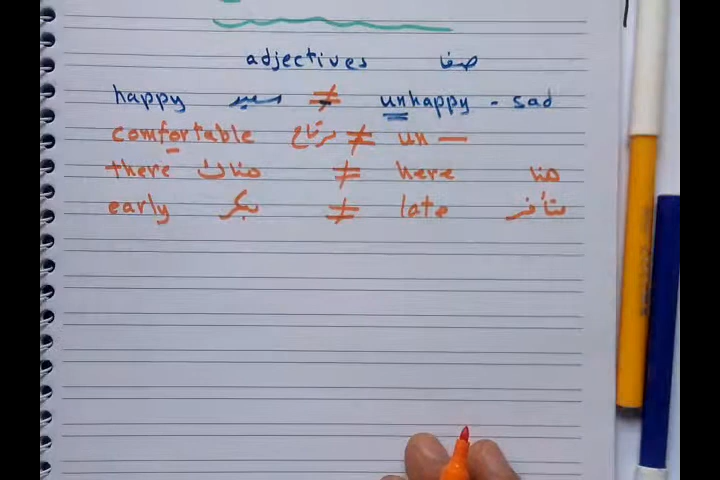 adjectives صفا
happy سعيد ≠ unhappy - sad
comfortable مرتاح ≠ un —
there هناك ≠ here هنا
early مبكر ≠ late متأخر